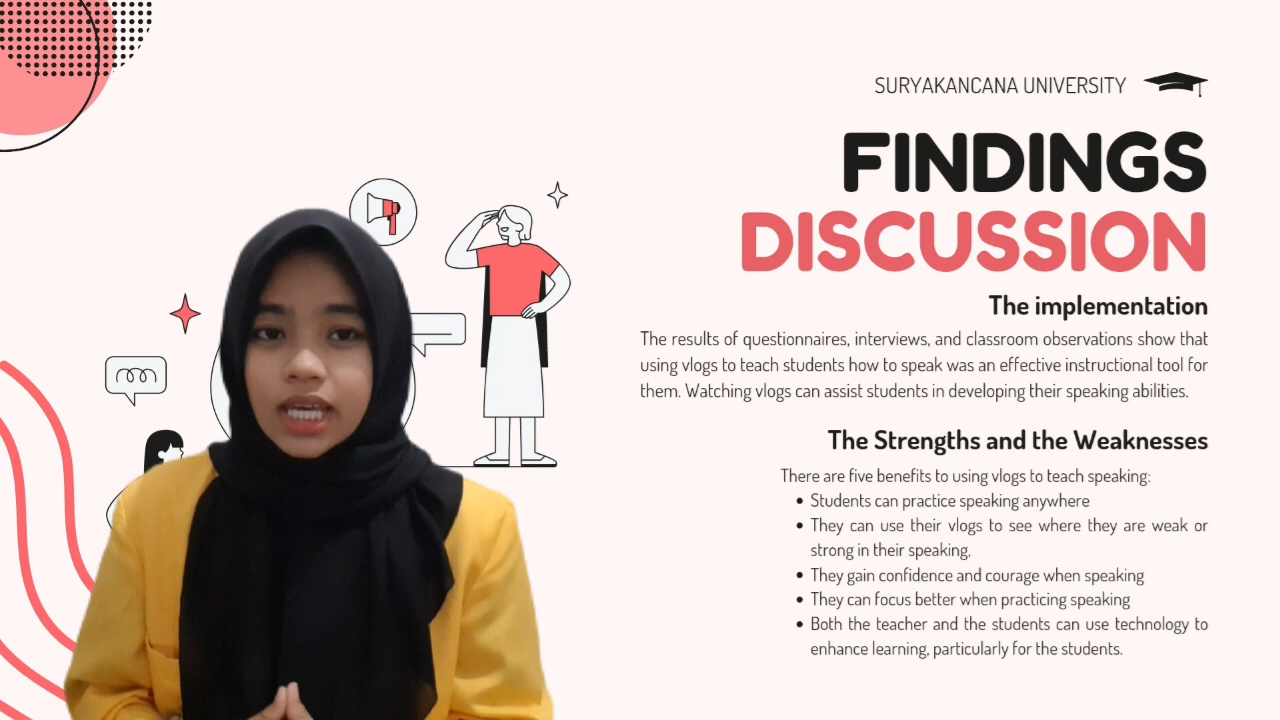 SURYAKANCANA UNIVERSITY
FINDINGS
DISCUSSION
The implementation
The results of questionnaires, interviews, and classroom observations show that
using vlogs to teach students how to speak was an effective instructional tool for
them. Watching vlogs can assist students in developing their speaking abilities.
The Strengths and the Weaknesses
There are five benefits to using vlogs to teach speaking:
• Students can practice speaking anywhere
• They can use their vlogs to see where they are weak or
strong in their speaking,
• They gain confidence and courage when speaking
• They can focus better when practicing speaking
• Both the teacher and the students can use technology to
enhance learning, particularly for the students.